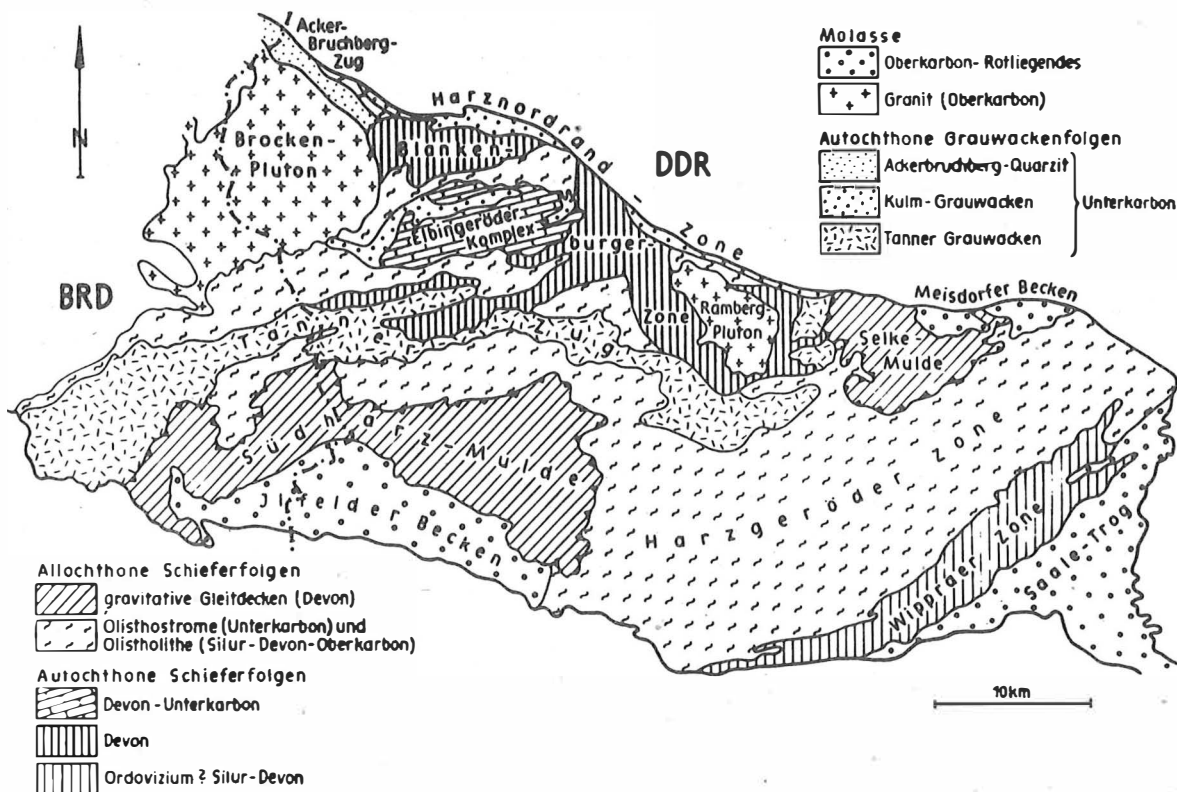 Acker-
Bruchberg-
Zug
N
Brocken-
Pluton
Harznordrand - Zone
Blanken-
burger-
Zone
DDR
Elbingeröder
Komplex
BRD
Tanner Zug
Ramberg-
Pluton
Meisdorfer Becken
Selke-
Mulde
Südharz-Mulde
Jlfelder Becken
Harzgeröder Zone
Wippraer Zone
Saale-Trog
10km
Molasse
Oberkarbon-Rotliegendes
Granit (Oberkarbon)
Autochthone Grauwackenfolgen
Ackerbruchberg-Quarzit
Kulm-Grauwacken
Tanner Grauwacken
Unterkarbon
Allochthone Schieferfolgen
gravitative Gleitdecken (Devon)
Olisthostrome (Unterkarbon) und
Olistholithe (Silur-Devon-Oberkarbon)
Autochthone Schieferfolgen
Devon-Unterkarbon
Devon
Ordovizium? Silur-Devon